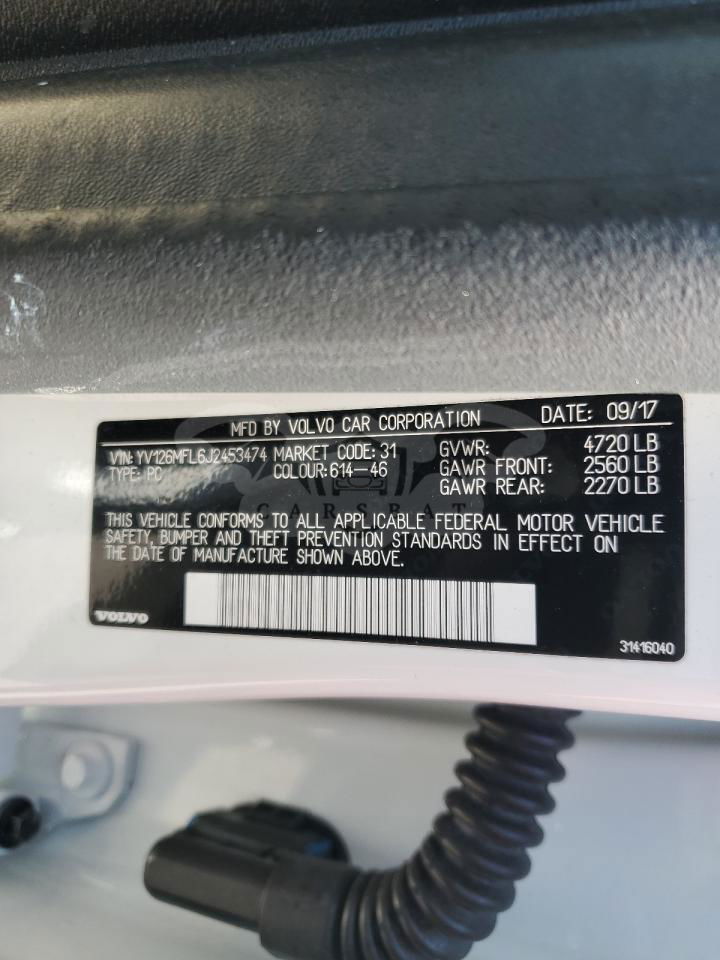 MFD BY VOLVO CAR CORPORATION DATE: 09/17
VIN: YV126MFL6J2453474 MARKET CODE: 31 GVWR: 4720 LB
TYPE: PC COLOUR: 614-46 GAWR FRONT: 2560 LB
GAWR REAR: 2270 LB
CARSBAT
THIS VEHICLE CONFORMS TO ALL APPLICABLE FEDERAL MOTOR VEHICLE
SAFETY, BUMPER AND THEFT PREVENTION STANDARDS IN EFFECT ON
THE DATE OF MANUFACTURE SHOWN ABOVE.
VOLVO
31416040